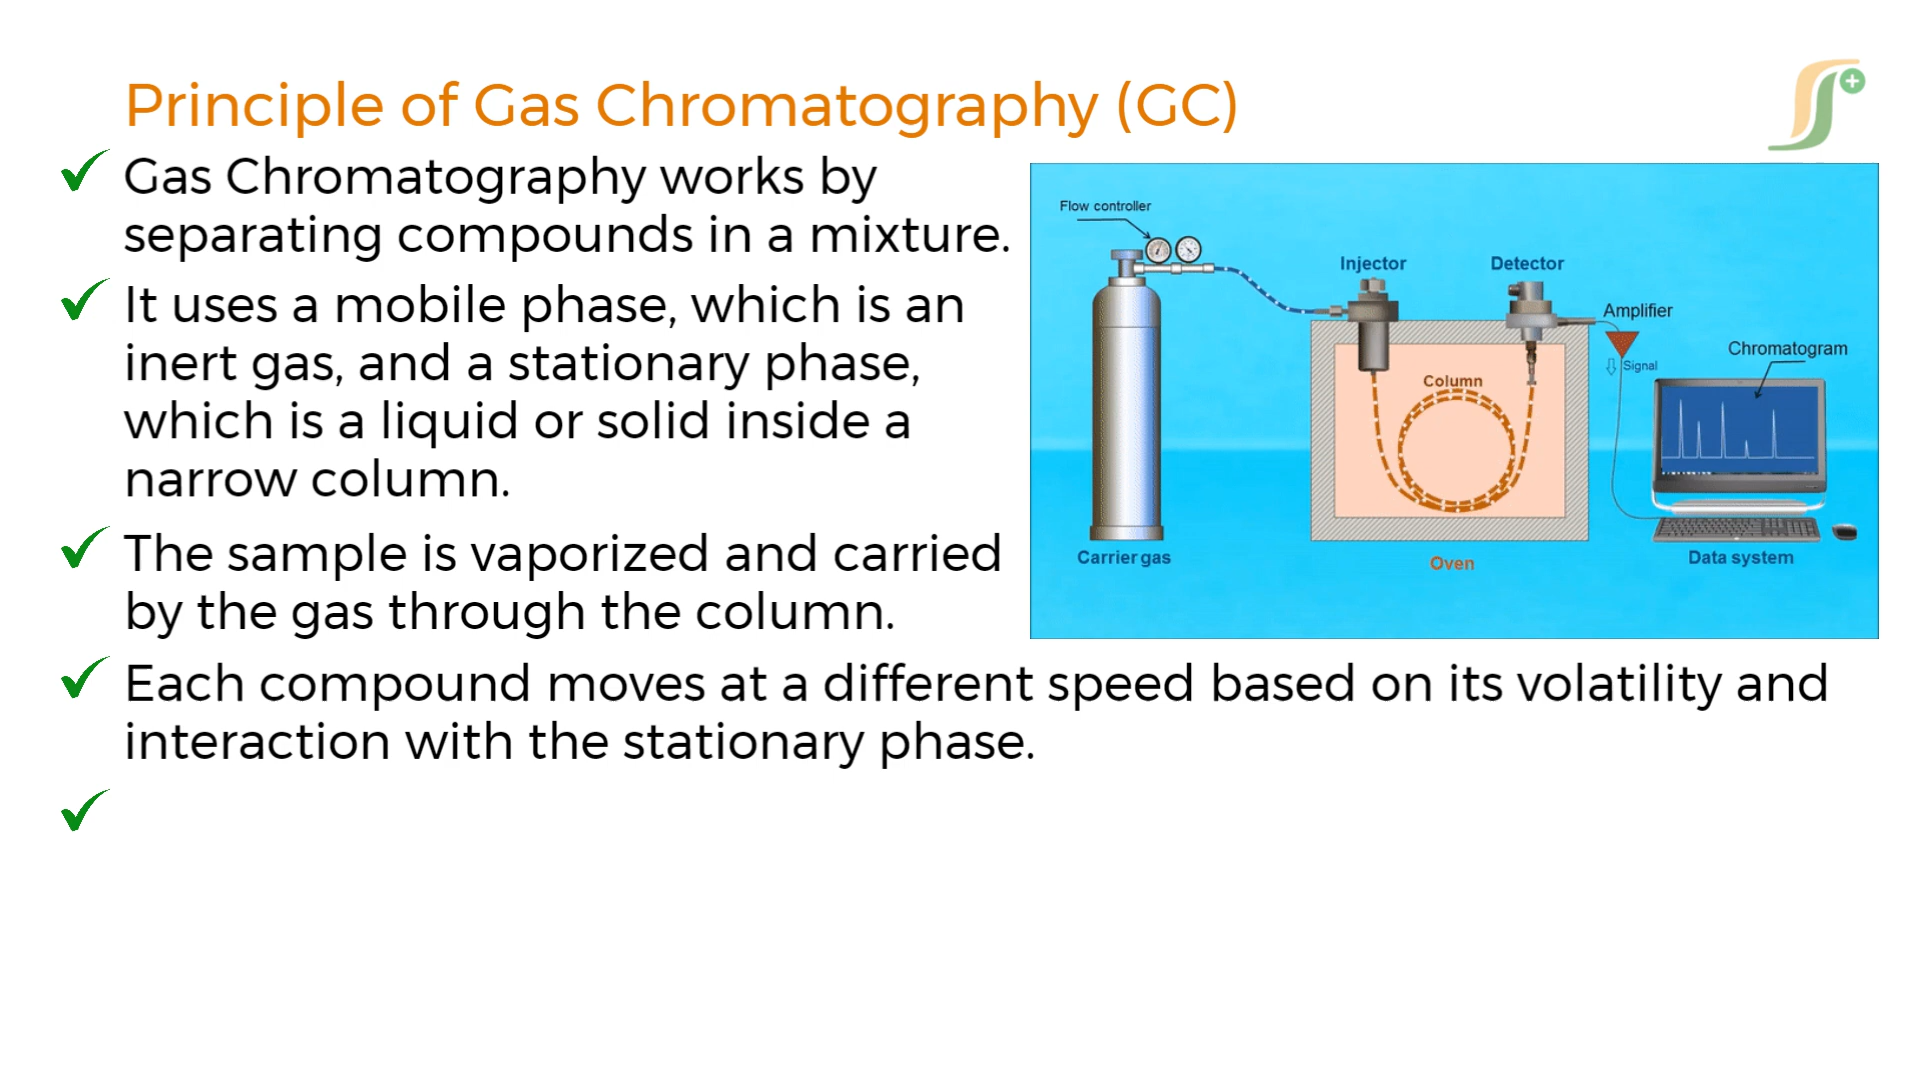 Principle of Gas Chromatography (GC)
Gas Chromatography works by
separating compounds in a mixture.
It uses a mobile phase, which is an
inert gas, and a stationary phase,
which is a liquid or solid inside a
narrow column.
The sample is vaporized and carried
by the gas through the column.
Each compound moves at a different speed based on its volatility and
interaction with the stationary phase.
Flow controller
Injector
Detector
Amplifier
Signal
Chromatogram
Column
Carrier gas
Oven
Data system